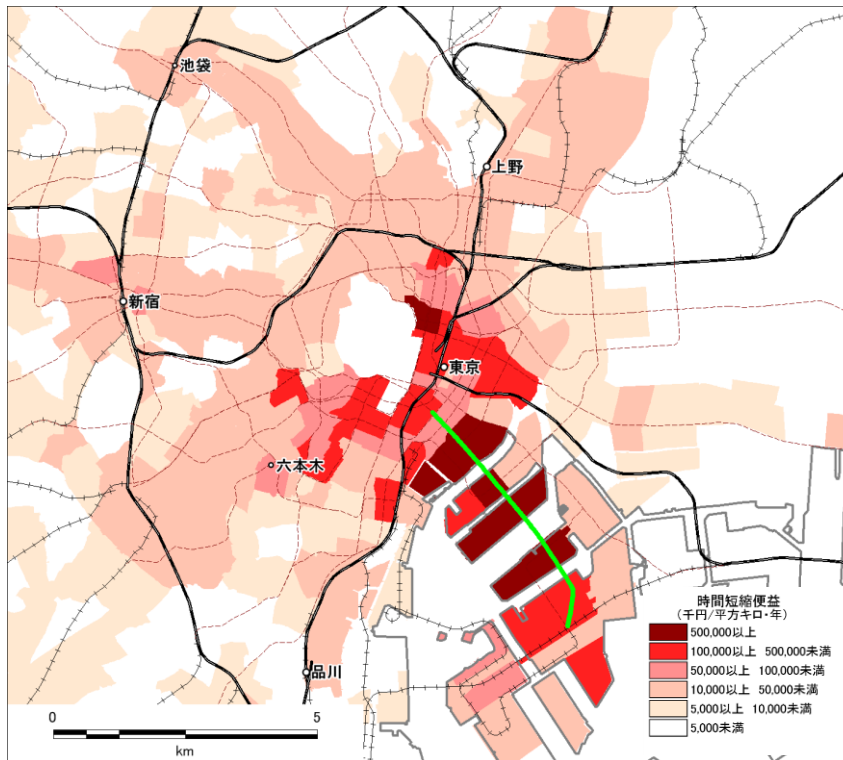 池袋
上野
新宿
東京
六本木
品川
時間短縮便益
(千円/平方キロ・年)
500,000以上
100,000以上 500,000未満
50,000以上 100,000未満
10,000以上 50,000未満
5,000以上 10,000未満
5,000未満
0 5
km